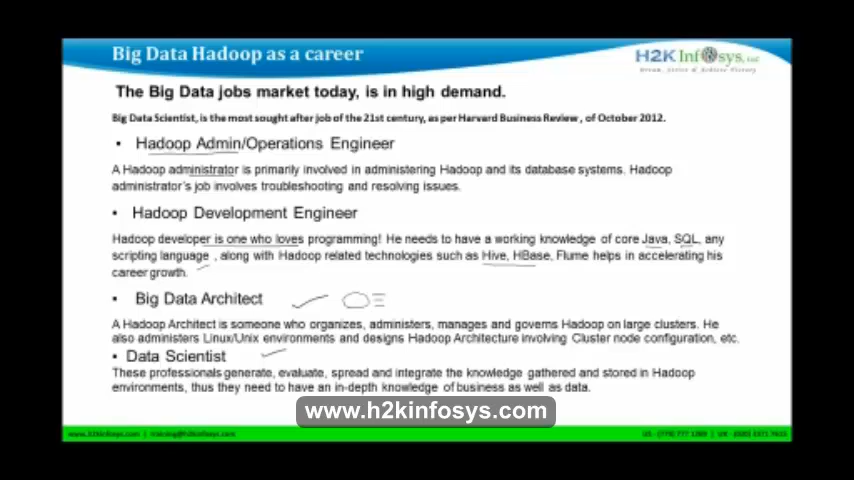 Big Data Hadoop as a career
H2K Infosys, LLC
The Big Data jobs market today, is in high demand.
Big Data Scientist, is the most sought after job of the 21st century, as per Harvard Business Review , of October 2012.
• Hadoop Admin/Operations Engineer
A Hadoop administrator is primarily involved in administering Hadoop and its database systems. Hadoop
administrator's job involves troubleshooting and resolving issues.
• Hadoop Development Engineer
Hadoop developer is one who loves programming! He needs to have a working knowledge of core Java, SQL, any
scripting language , along with Hadoop related technologies such as Hive, HBase, Flume helps in accelerating his
career growth.
• Big Data Architect
A Hadoop Architect is someone who organizes, administers, manages and governs Hadoop on large clusters. He
also administers Linux/Unix environments and designs Hadoop Architecture involving Cluster node configuration, etc.
• Data Scientist
These professionals generate, evaluate, spread and integrate the knowledge gathered and stored in Hadoop
environments, thus they need to have an in-depth knowledge of business as well as data.
www.h2kinfosys.com
www.h2kinfosys.com | training@h2kinfosys.com